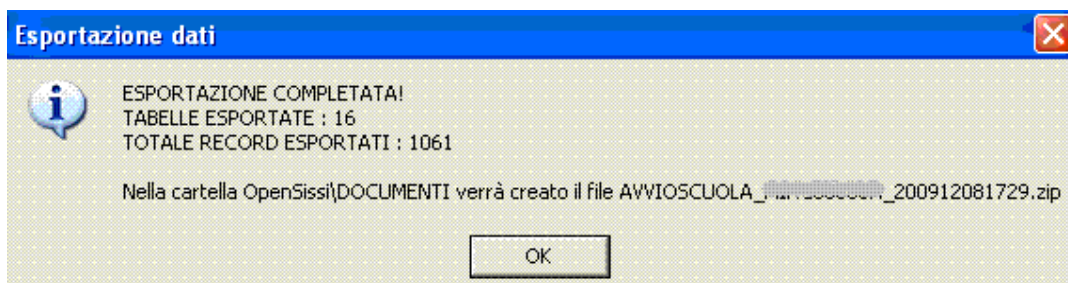 Esportazione dati
ESPORTAZIONE COMPLETATA!
TABELLE ESPORTATE : 16
TOTALE RECORD ESPORTATI : 1061
Nella cartella OpenSissi\DOCUMENTI verrà creato il file AVVIOSCUOLA_ _200912081729.zip
OK